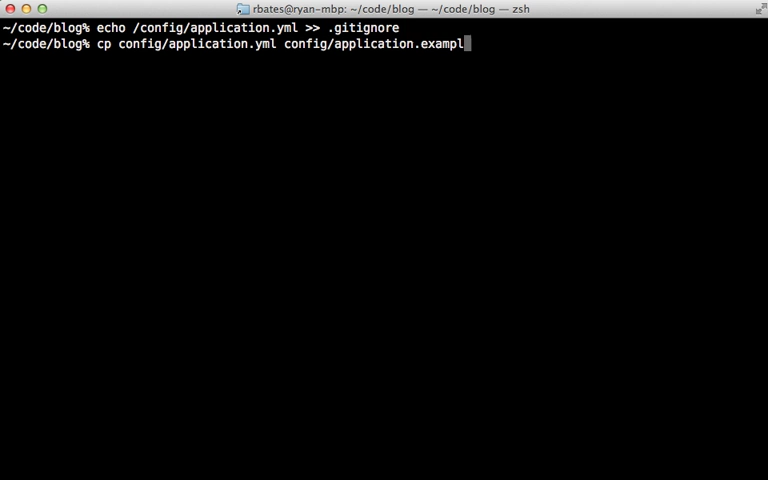 rbates@ryan-mbp: ~/code/blog — ~/code/blog — zsh
~/code/blog% echo /config/application.yml >> .gitignore
~/code/blog% cp config/application.yml config/application.exampl